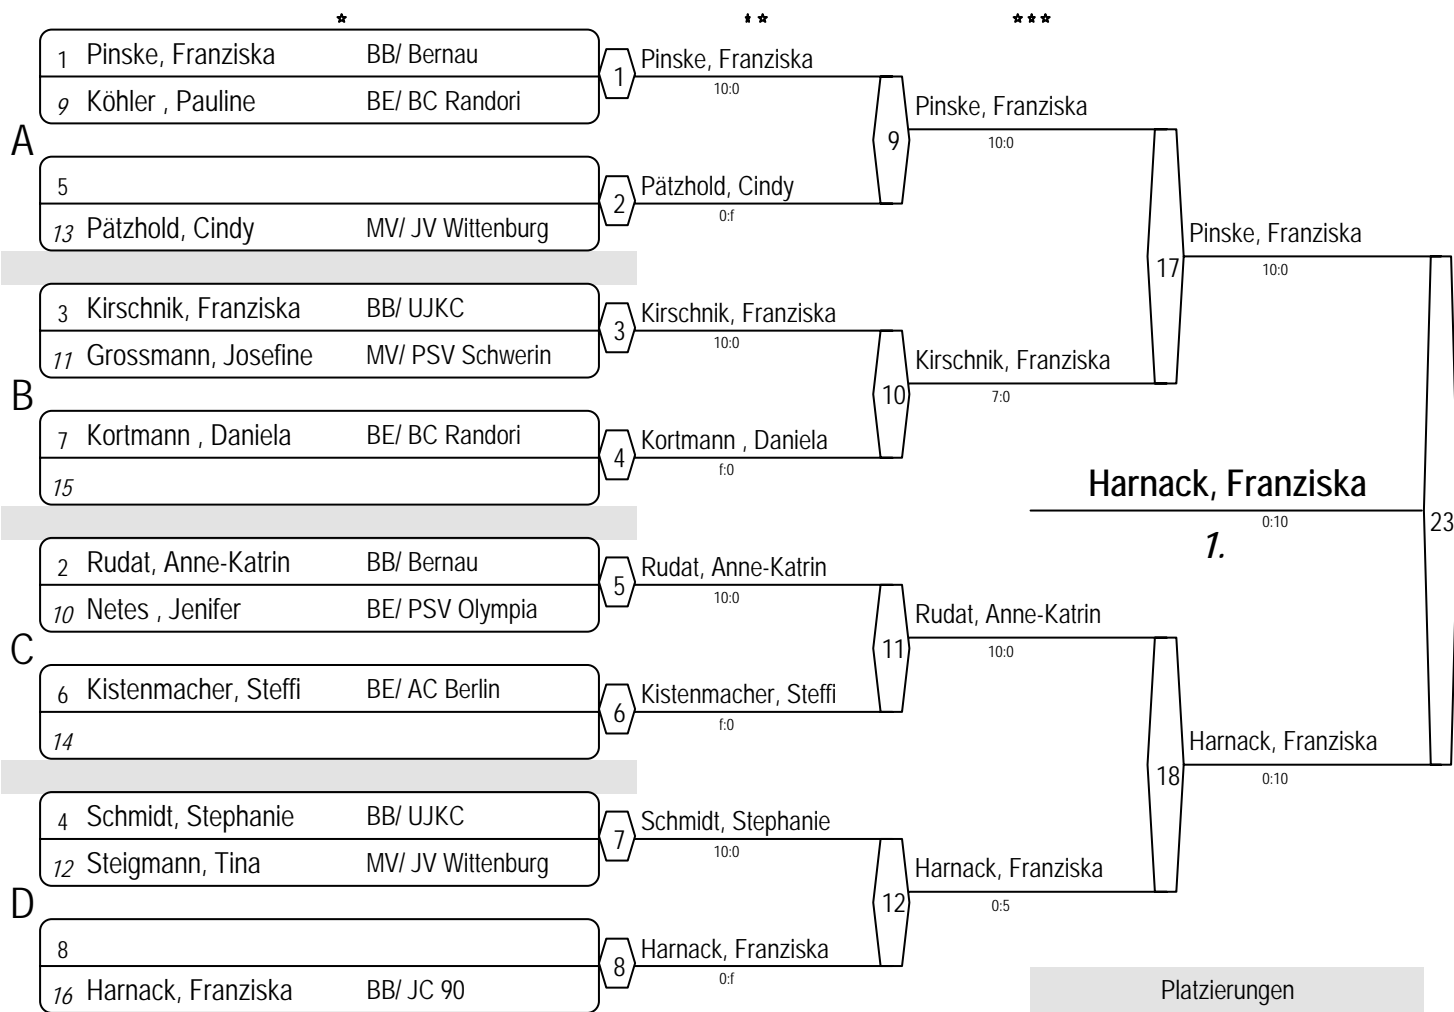 * ** ***
1 Pinske, Franziska BB/ Bernau
9 Köhler , Pauline BE/ BC Randori
A
5
13 Pätzhold, Cindy MV/ JV Wittenburg
3 Kirschnik, Franziska BB/ UJKC
11 Grossmann, Josefine MV/ PSV Schwerin
B
7 Kortmann , Daniela BE/ BC Randori
15
2 Rudat, Anne-Katrin BB/ Bernau
10 Netes , Jenifer BE/ PSV Olympia
C
6 Kistenmacher, Steffi BE/ AC Berlin
14
4 Schmidt, Stephanie BB/ UJKC
12 Steigmann, Tina MV/ JV Wittenburg
D
8
16 Harnack, Franziska BB/ JC 90
1 Pinske, Franziska
10:0
2 Pätzhold, Cindy
0:f
3 Kirschnik, Franziska
10:0
4 Kortmann , Daniela
f:0
5 Rudat, Anne-Katrin
10:0
6 Kistenmacher, Steffi
f:0
7 Schmidt, Stephanie
10:0
8 Harnack, Franziska
0:f
9 Pinske, Franziska
10:0
10 Kirschnik, Franziska
7:0
11 Rudat, Anne-Katrin
10:0
12 Harnack, Franziska
0:5
17 Pinske, Franziska
10:0
18 Harnack, Franziska
0:10
Harnack, Franziska
0:10
23
1.
Platzierungen